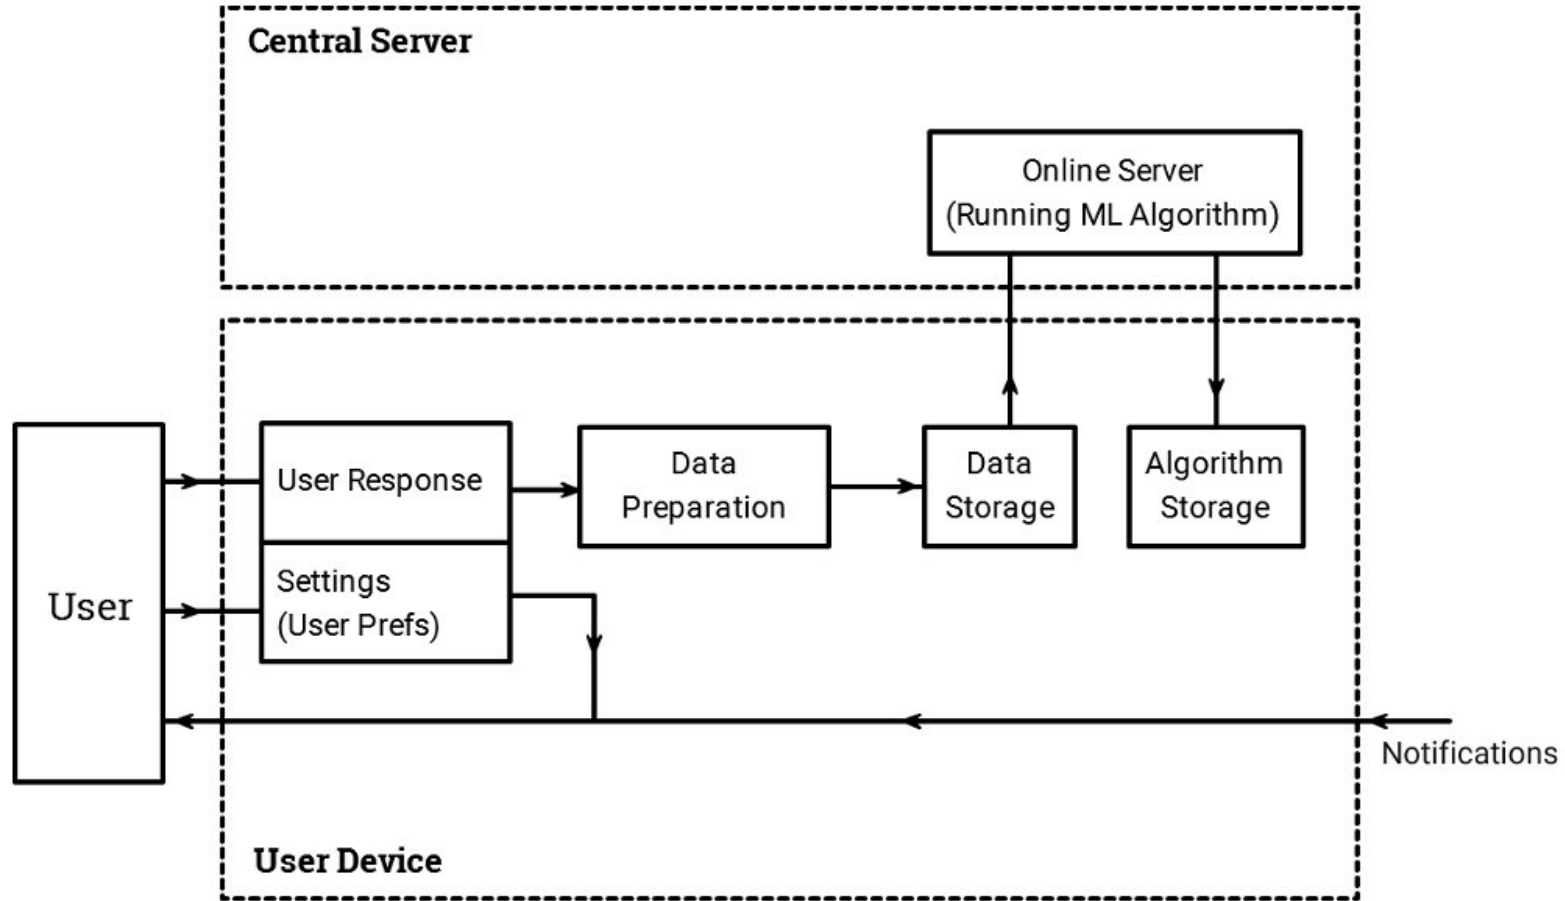 Central Server
Online Server
(Running ML Algorithm)
User
User Response
Settings
(User Prefs)
Data
Preparation
Data
Storage
Algorithm
Storage
Notifications
User Device